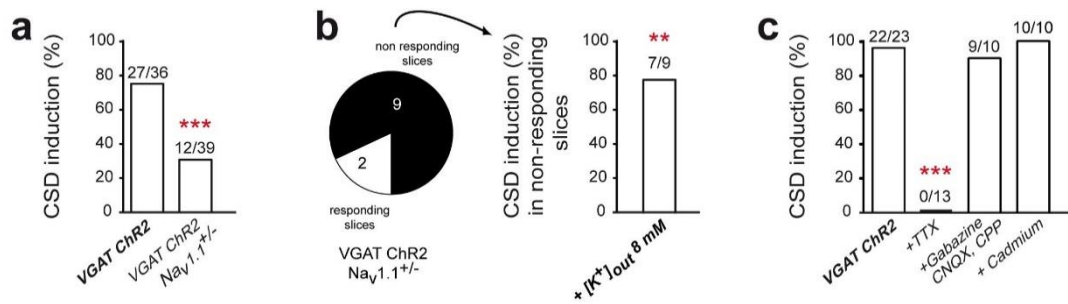 a
CSD induction (%)
100
80
60
40
20
0
27/36
***
12/39
VGAT ChR2
VGAT ChR2
Nav1.1+/-
b
non responding
slices
9
2
responding
slices
VGAT ChR2
Nav1.1+/-
CSD induction (%)
in non-responding
slices
100
80
60
40
20
0
**
7/9
+ [K+]out 8 mM
c
CSD induction (%)
100
80
60
40
20
0
22/23
***
0/13
9/10
10/10
VGAT ChR2
+TTX
+Gabazine
CNQX, CPP
+ Cadmium